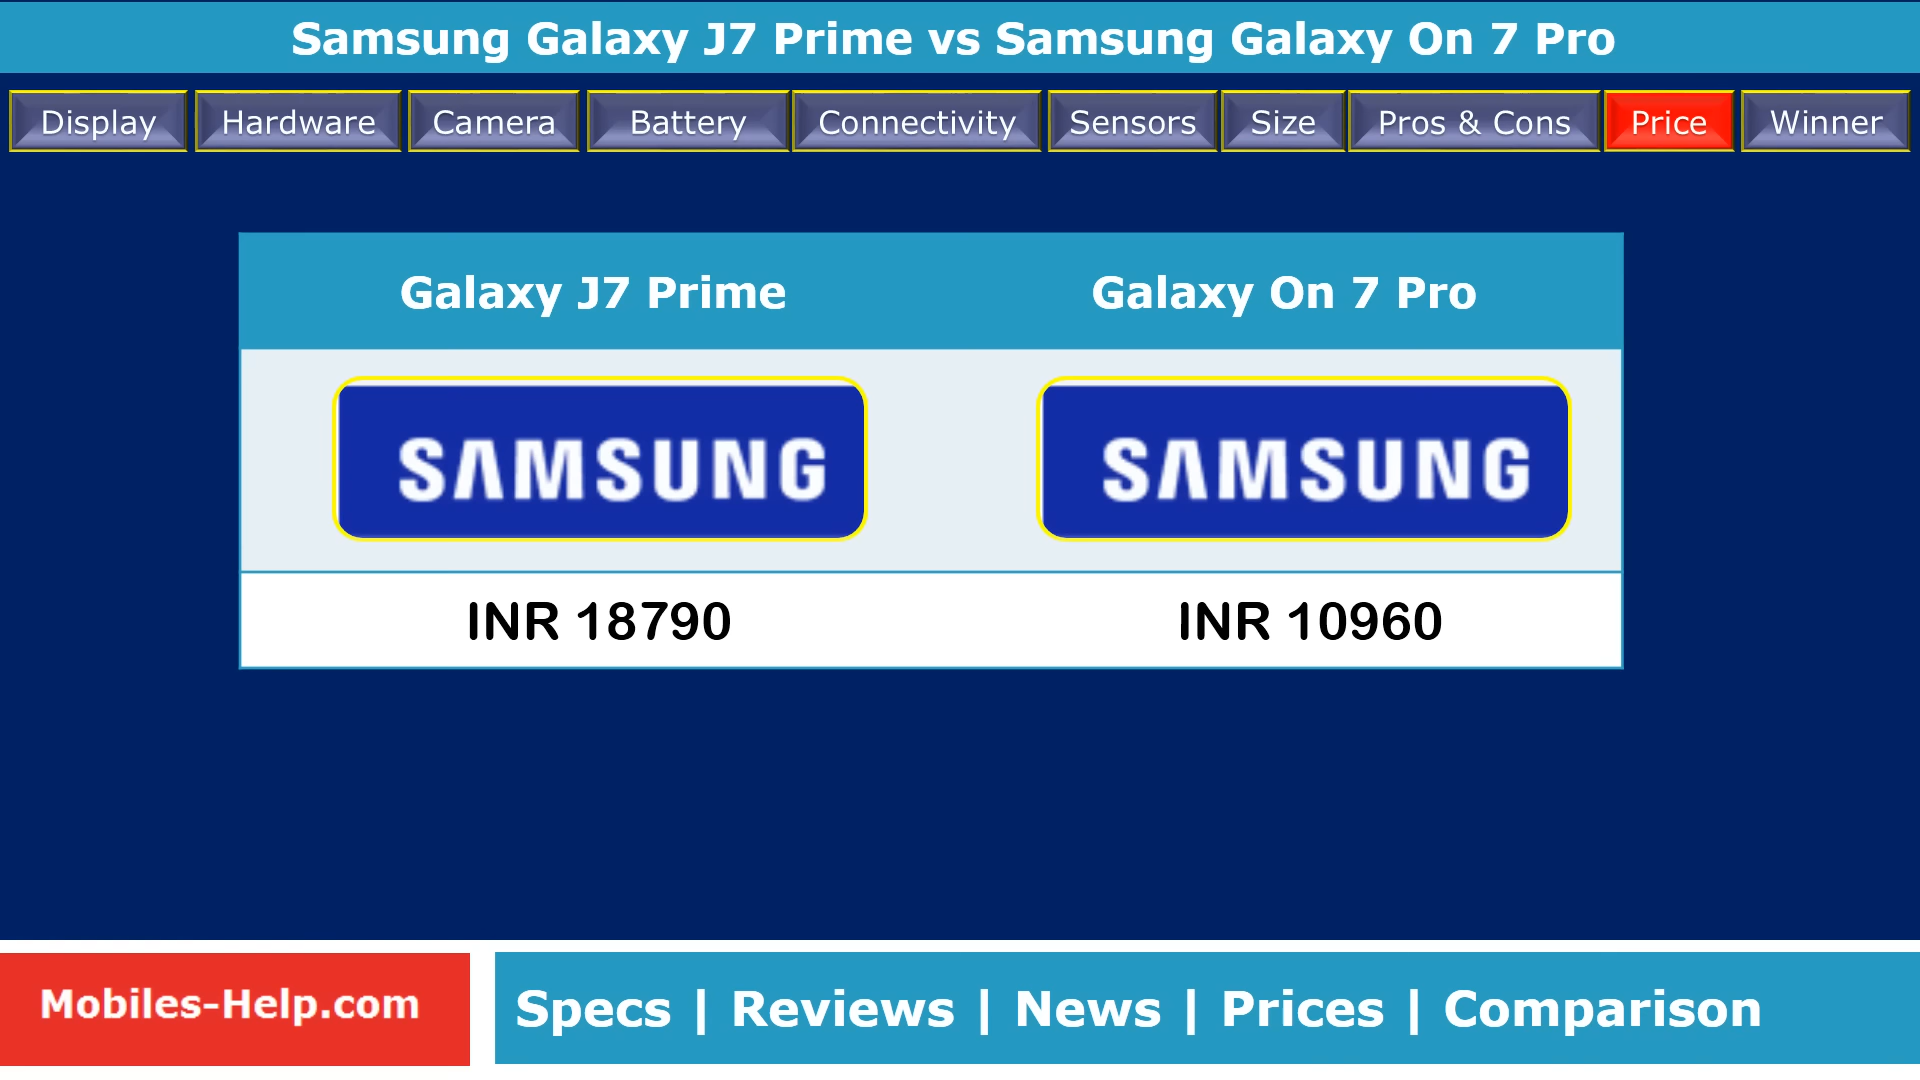 Samsung Galaxy J7 Prime vs Samsung Galaxy On 7 Pro
Display Hardware Camera Battery Connectivity Sensors Size Pros & Cons Price Winner
Galaxy J7 Prime Galaxy On 7 Pro
SAMSUNG SAMSUNG
INR 18790 INR 10960
Mobiles-Help.com Specs | Reviews | News | Prices | Comparison